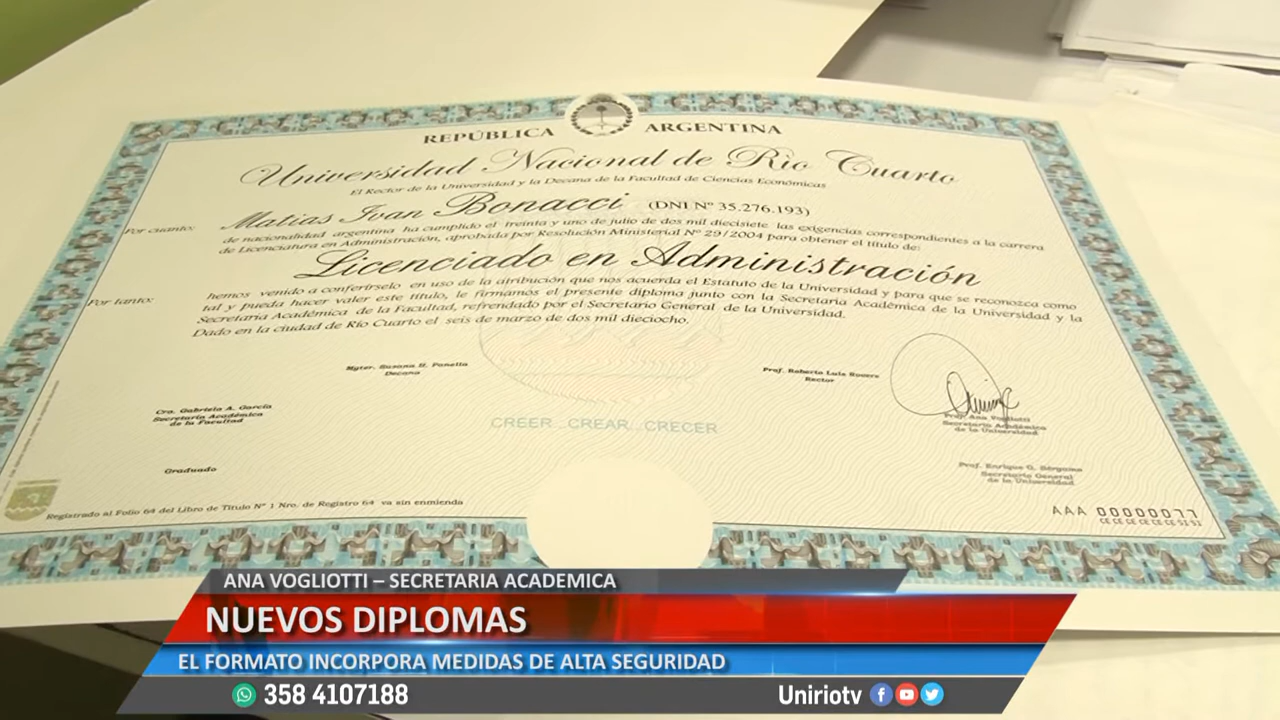 REPÚBLICA ARGENTINA
Universidad Nacional de Río Cuarto
El Rector de la Universidad y la Decana de la Facultad de Ciencias Económicas
Por cuanto: Matías Ivan Bonacci (DNI Nº 35.276.193)
de nacionalidad argentina ha cumplido el treinta y uno de julio de dos mil diecisiete las exigencias correspondientes a la carrera
de Licenciatura en Administración, aprobada por Resolución Ministerial Nº 29/2004 para obtener el título de:
Licenciado en Administración
Por tanto: hemos venido a conferírselo en uso de la atribución que nos acuerda el Estatuto de la Universidad y para que se reconozca como
tal y pueda hacer valer este título, le firmamos el presente diploma junto con la Secretaria Académica de la Universidad y la
Secretaria Académica de la Facultad, refrendado por el Secretario General de la Universidad.
Dado en la ciudad de Río Cuarto el seis de marzo de dos mil dieciocho.
Mgter. Susana H. Panella
Decana
Prof. Roberto Luis Rovere
Rector
Cra. Gabriela A. García
Secretaria Académica
de la Facultad
Prof. Ana Vogliotti
Secretaria Académica
de la Universidad
CREER...CREAR...CRECER
Graduado
Prof. Enrique G. Bérgamo
Secretario General
de la Universidad
Registrado al Folio 64 del Libro de Título Nº 1 Nro. de Registro 64 va sin enmienda
AAA 00000077
ANA VOGLIOTTI – SECRETARIA ACADEMICA
NUEVOS DIPLOMAS
EL FORMATO INCORPORA MEDIDAS DE ALTA SEGURIDAD
358 4107188
Uniriotv